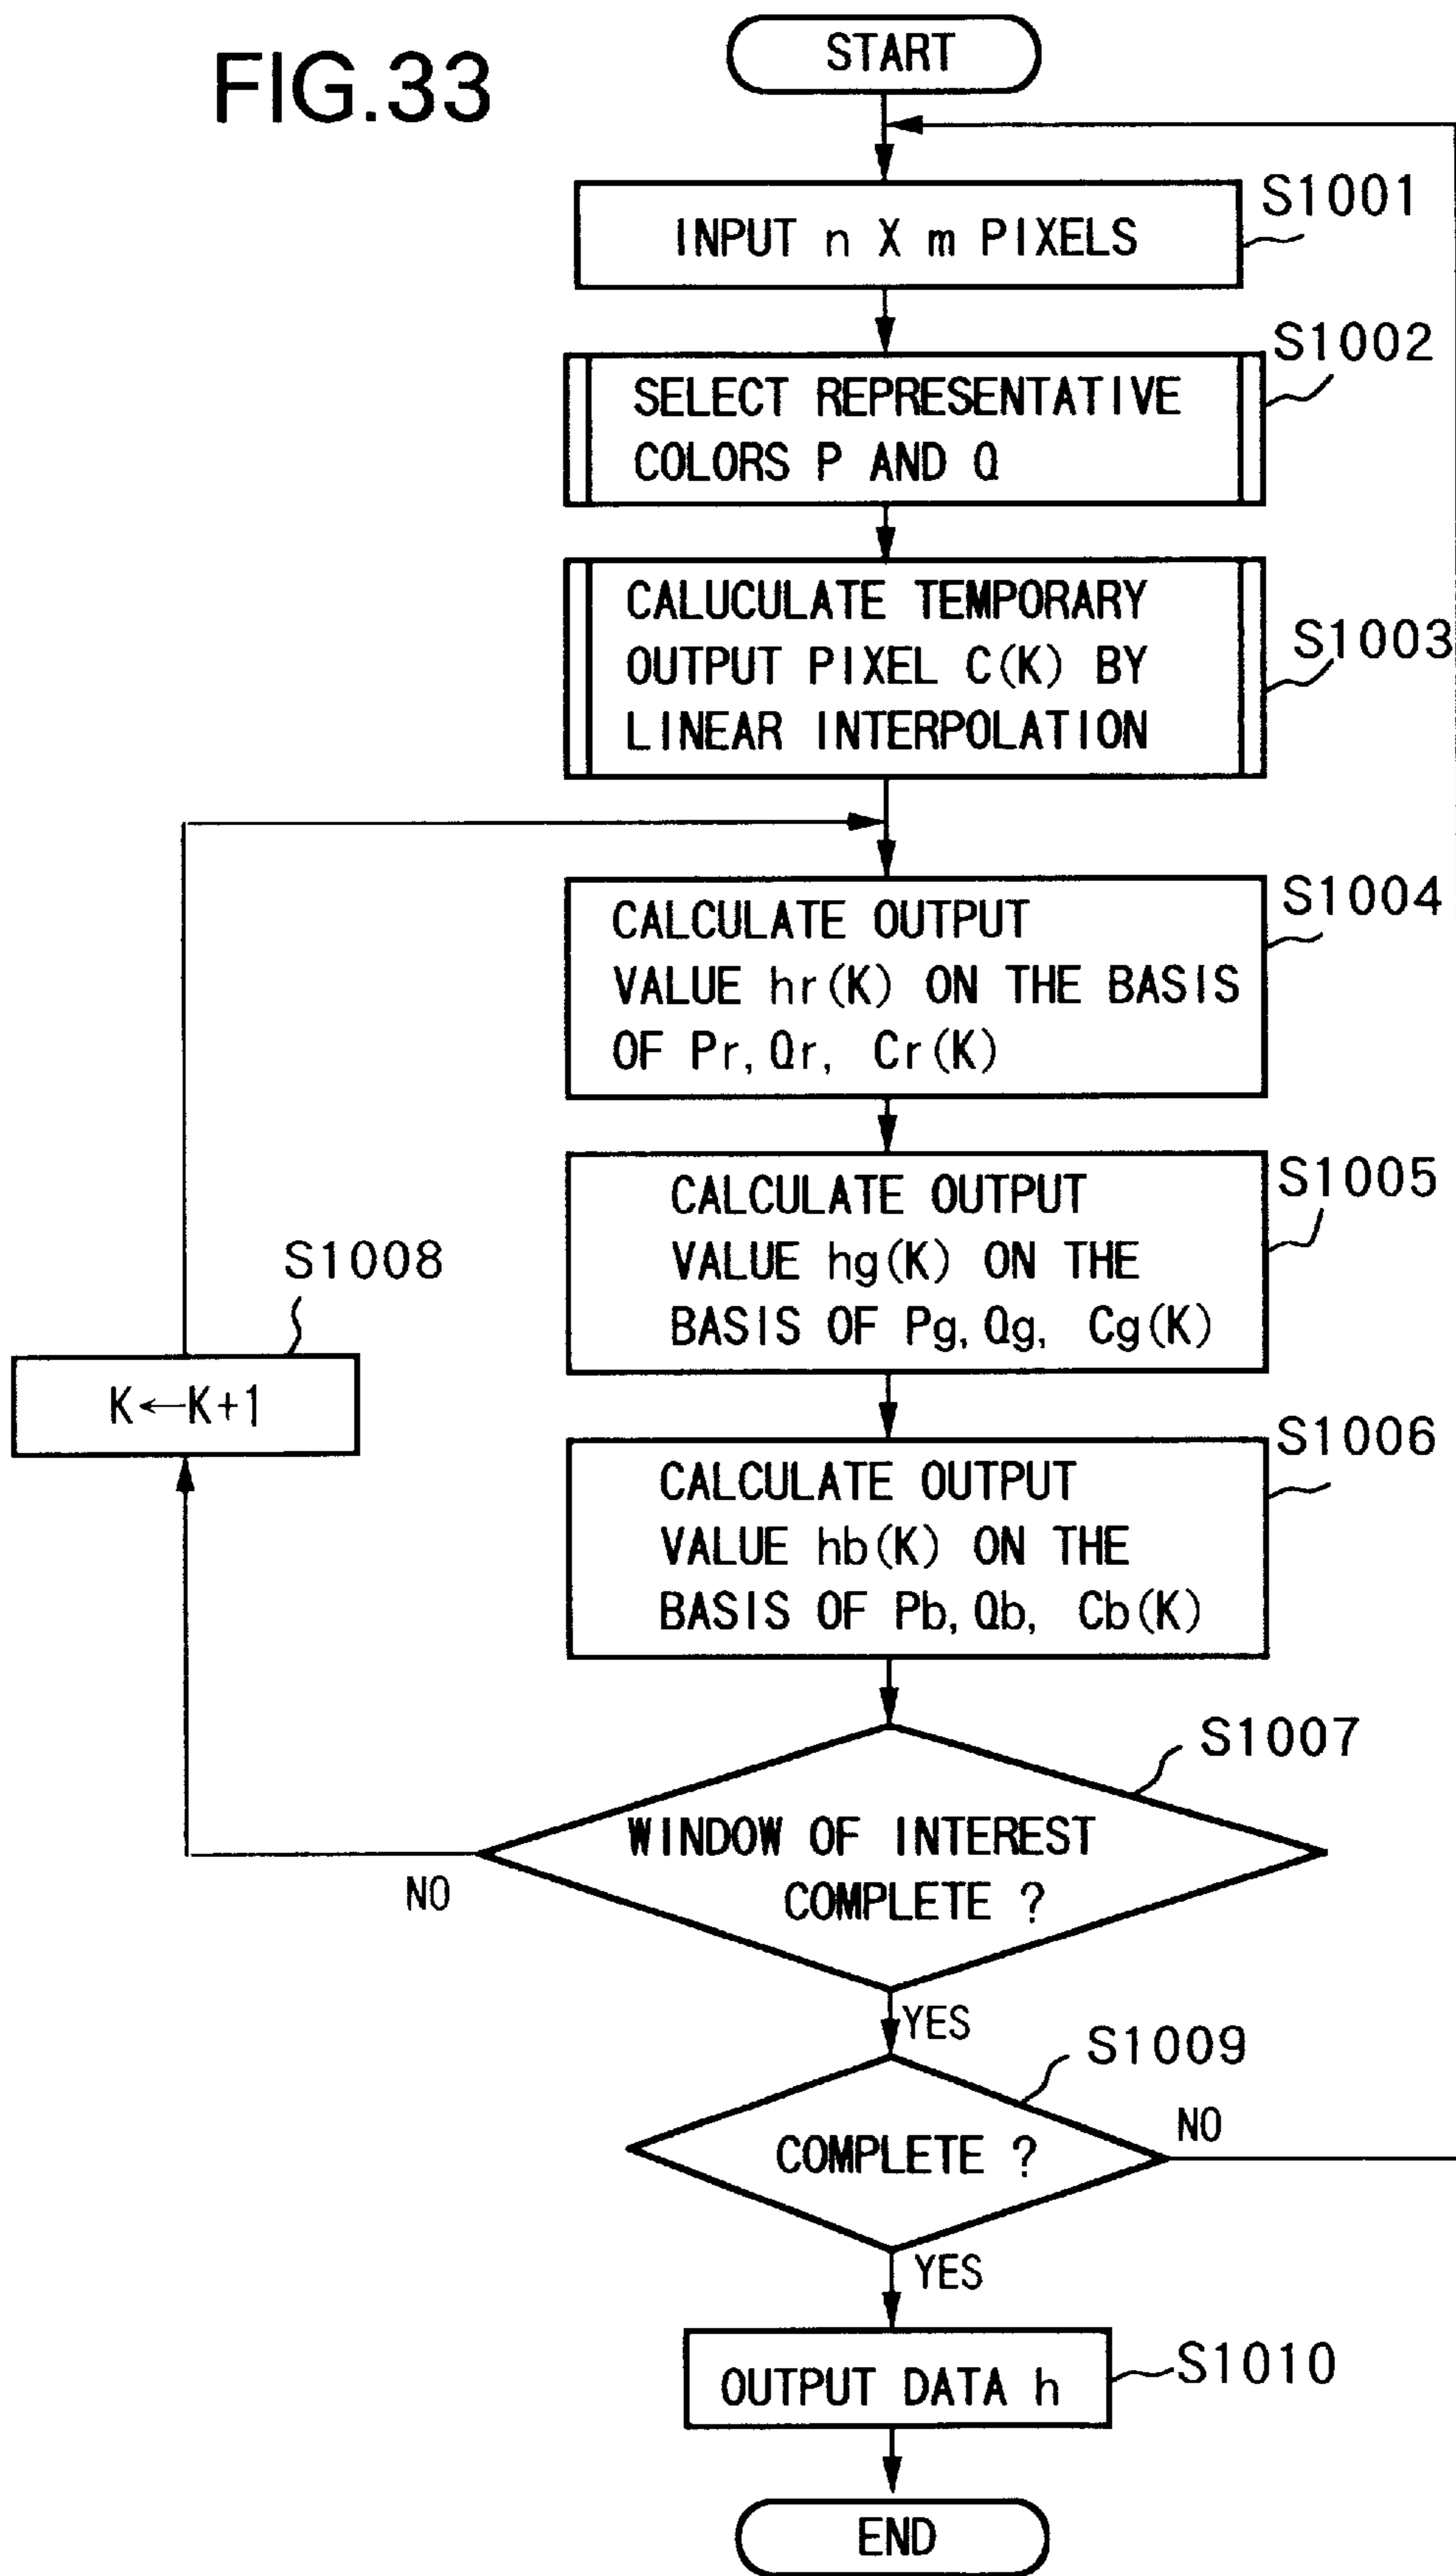 FIG.33
START
S1001
INPUT n X m PIXELS
S1002
SELECT REPRESENTATIVE
COLORS P AND Q
S1003
CALUCULATE TEMPORARY
OUTPUT PIXEL C(K) BY
LINEAR INTERPOLATION
S1004
CALCULATE OUTPUT
VALUE hr(K) ON THE BASIS
OF Pr,Qr, Cr(K)
S1005
CALCULATE OUTPUT
VALUE hg(K) ON THE
BASIS OF Pg,Qg, Cg(K)
S1008
K←K+1
S1006
CALCULATE OUTPUT
VALUE hb(K) ON THE
BASIS OF Pb,Qb, Cb(K)
S1007
WINDOW OF INTEREST
COMPLETE ?
NO
YES
S1009
COMPLETE ?
NO
YES
S1010
OUTPUT DATA h
END